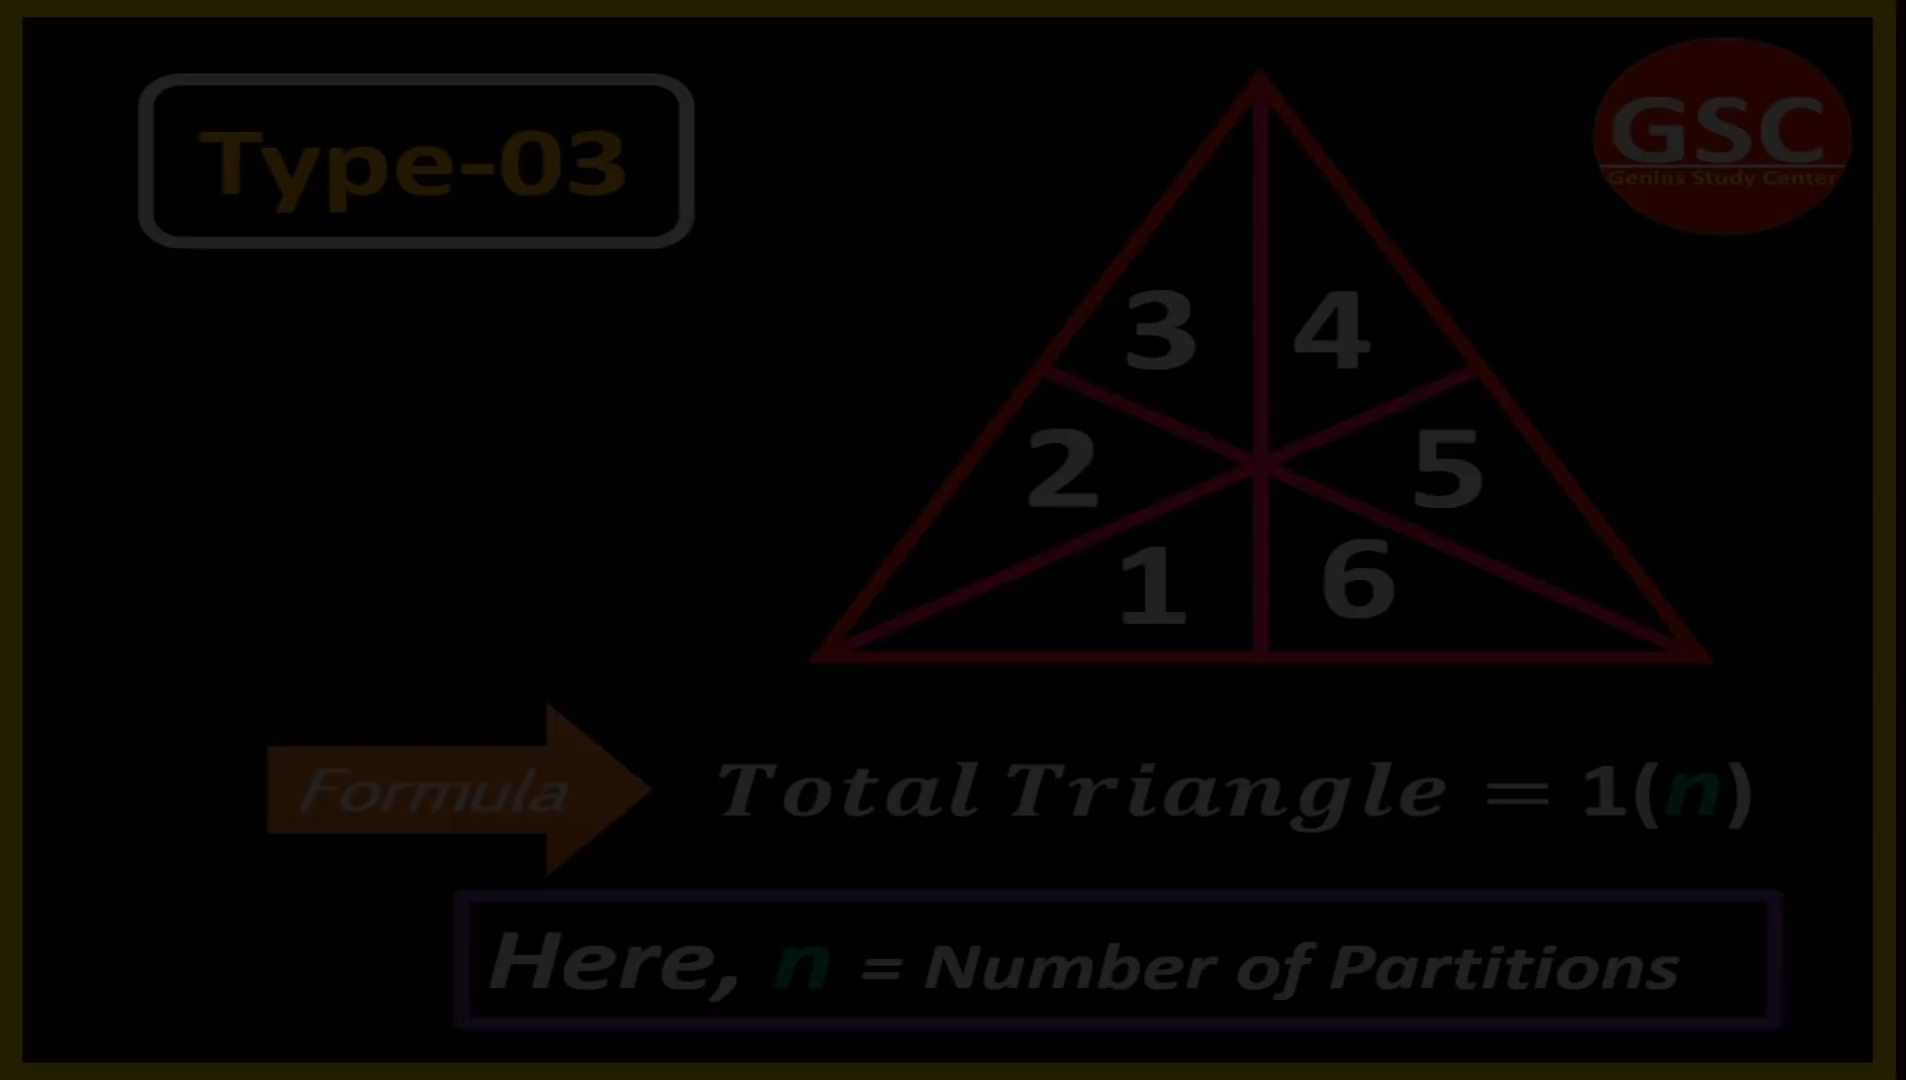 Type-03
GSC
Genius Study Center
3 4
2 5
1 6
Formula
Total Triangle = 1(n)
Here, n = Number of Partitions